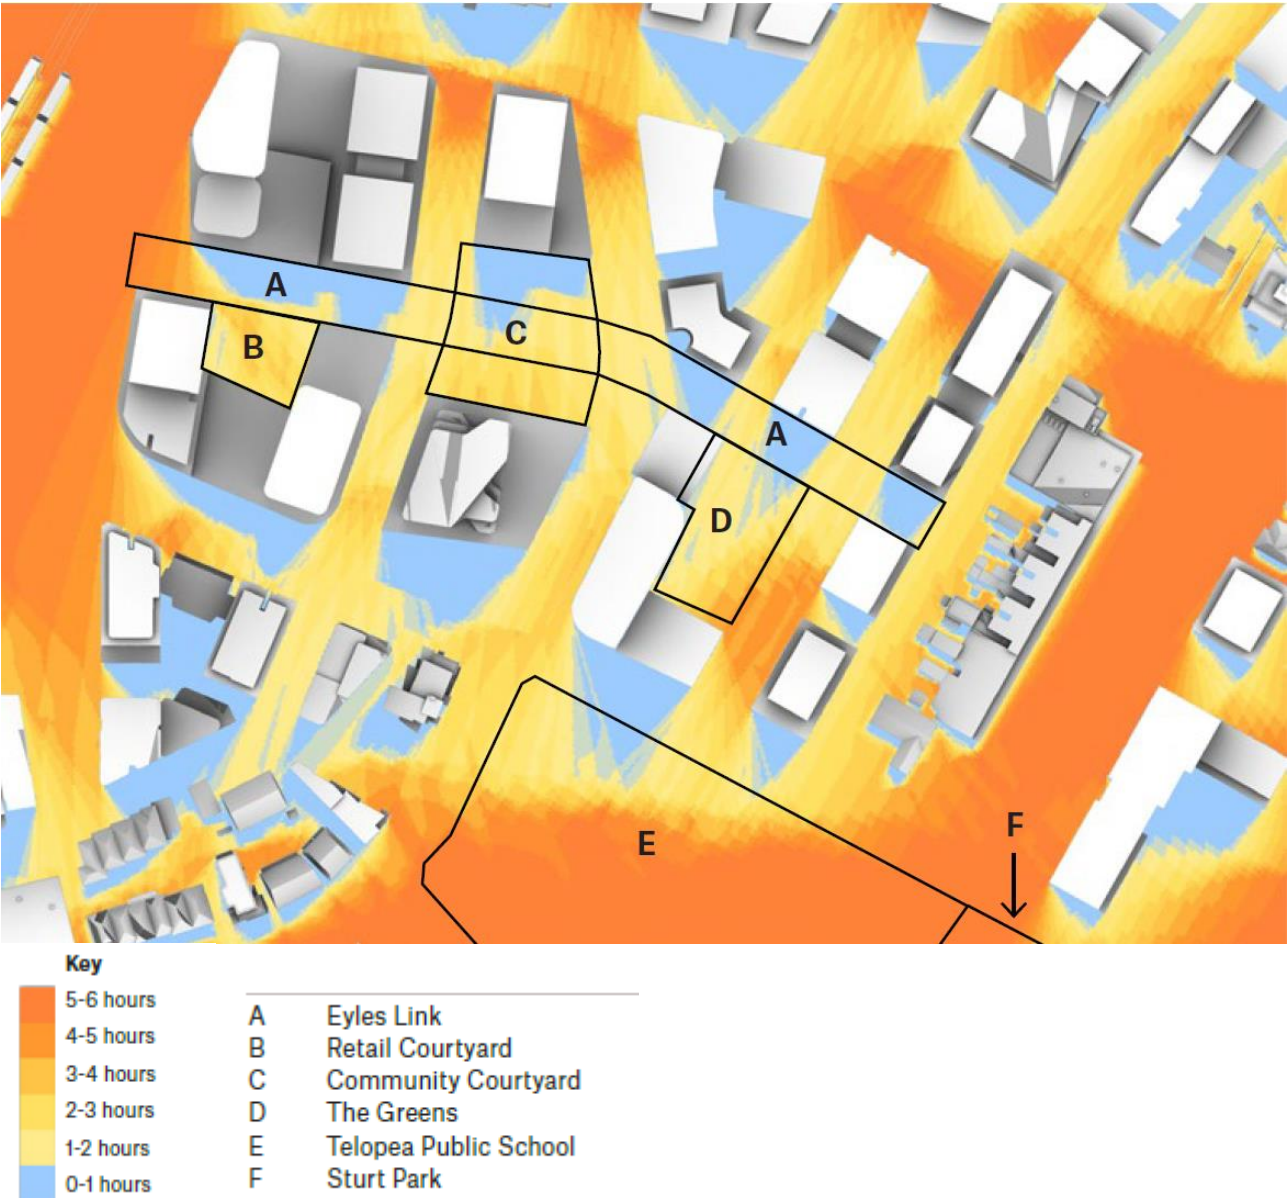 A
B
C
A
D
E
F
Key
5-6 hours
4-5 hours
3-4 hours
2-3 hours
1-2 hours
0-1 hours
A Eyles Link
B Retail Courtyard
C Community Courtyard
D The Greens
E Telopea Public School
F Sturt Park